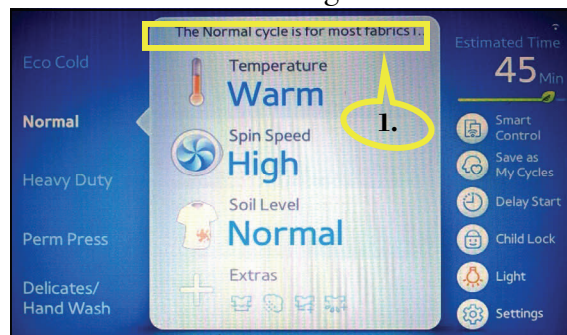 The Normal cycle is for most fabrics I.
Estimated Time
45 Min
Eco Cold
Normal
Heavy Duty
Perm Press
Delicates/
Hand Wash
Temperature
Warm
Spin Speed
High
Soil Level
Normal
Extras
1.
Smart
Control
Save as
My Cycles
Delay Start
Child Lock
Light
Settings